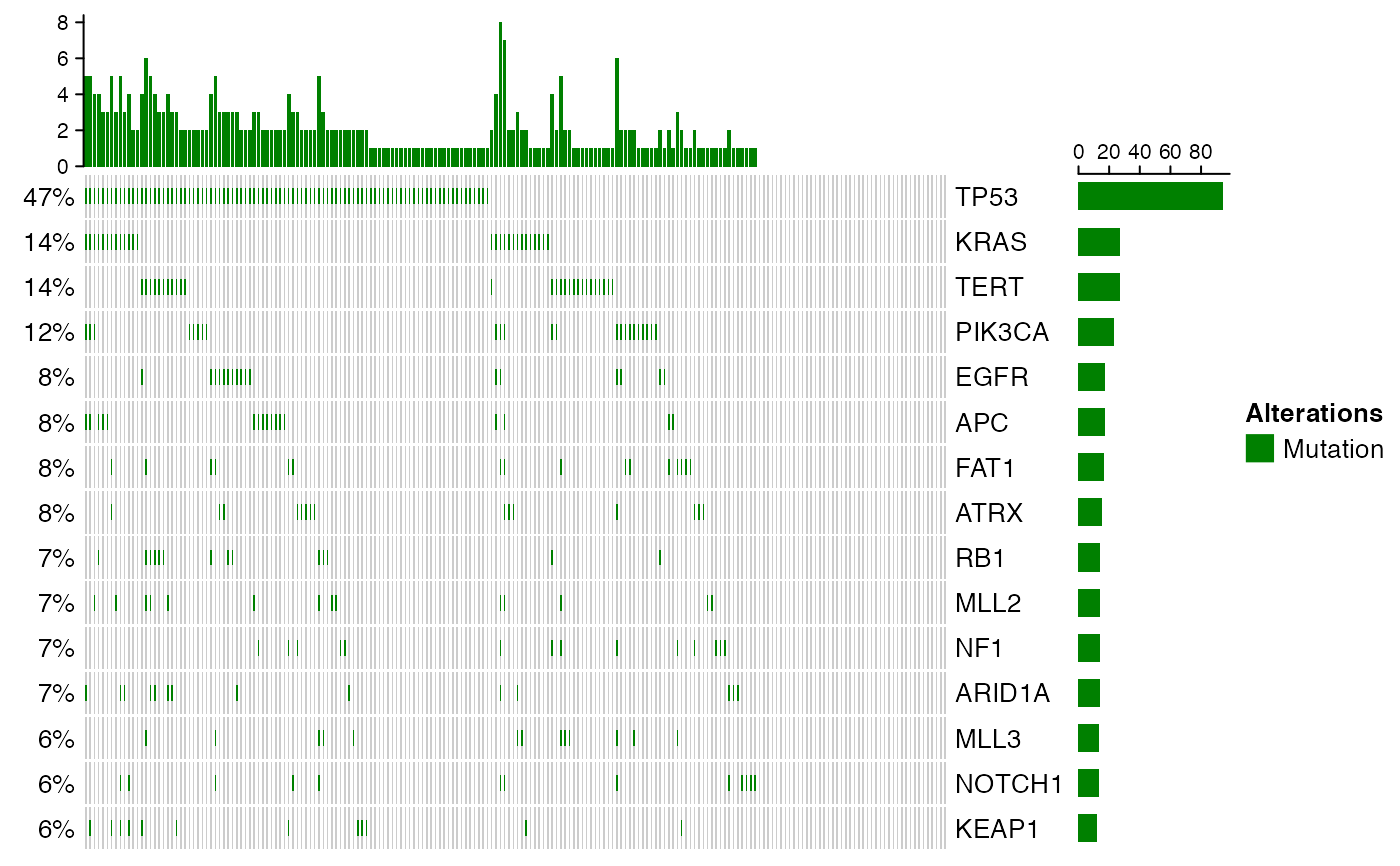 8
6
4
2
0
0 20 40 60 80
47% TP53
14% KRAS
14% TERT
12% PIK3CA
8% EGFR
8% APC
Alterations
Mutation
8% FAT1
8% ATRX
7% RB1
7% MLL2
7% NF1
7% ARID1A
6% MLL3
6% NOTCH1
6% KEAP1